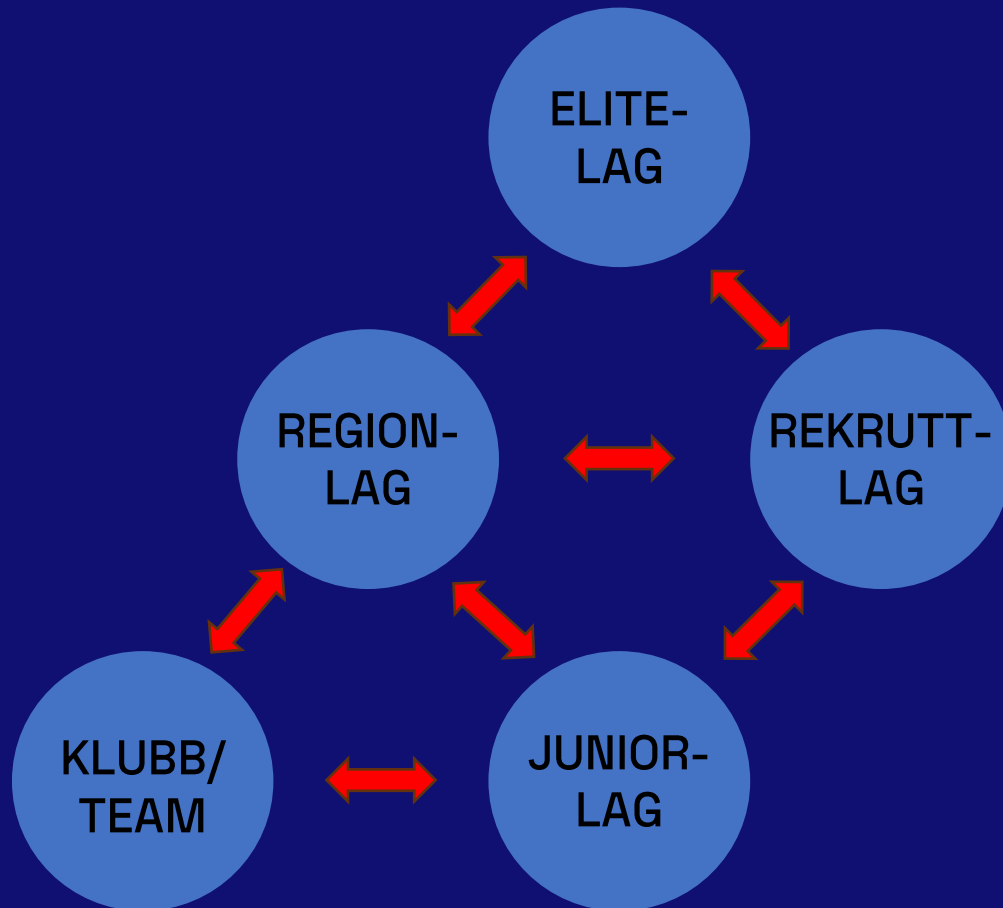 ELITE-
LAG
REGION-
LAG
REKRUTT-
LAG
KLUBB/
TEAM
JUNIOR-
LAG